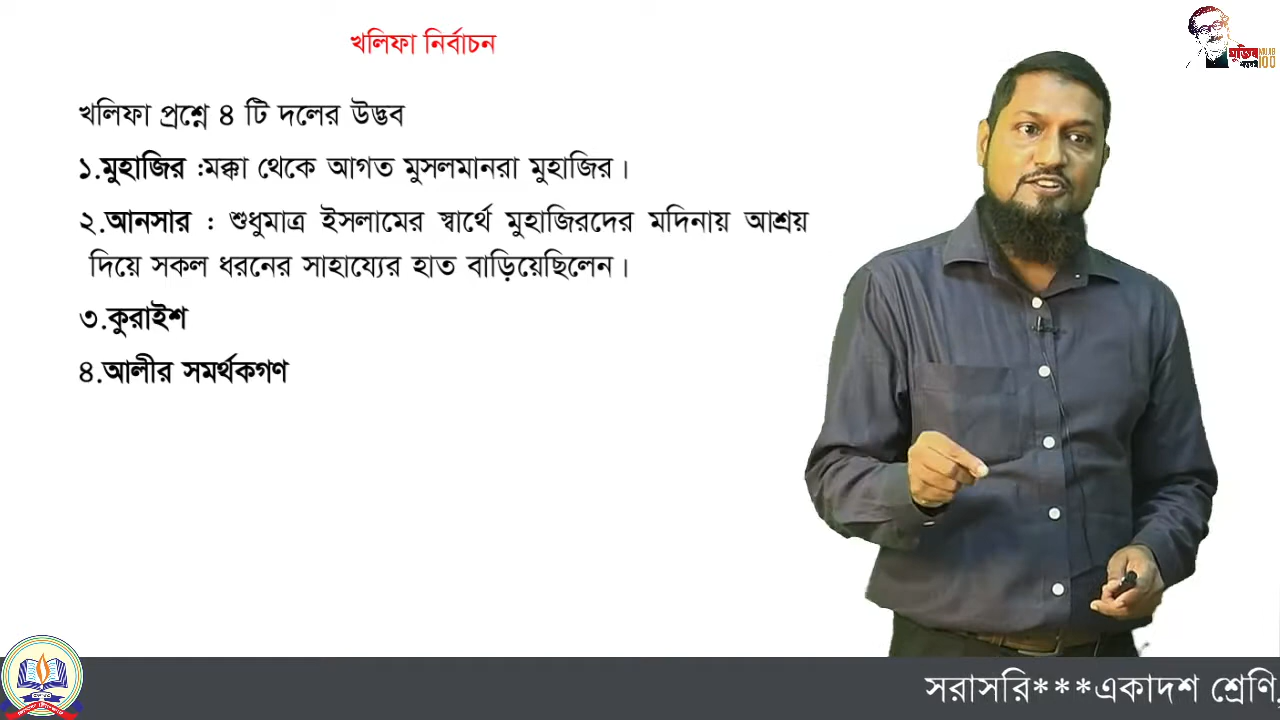 খলিফা নির্বাচন
খলিফা প্রশ্নে ৪ টি দলের উদ্ভব
১.মুহাজির :মক্কা থেকে আগত মুসলমানরা মুহাজির।
২.আনসার : শুধুমাত্র ইসলামের স্বার্থে মুহাজিরদের মদিনায় আশ্রয়
দিয়ে সকল ধরনের সাহায্যের হাত বাড়িয়েছিলেন।
৩.কুরাইশ
৪.আলীর সমর্থকগণ
মুজিব
100
সরাসরি***একাদশ শ্রেণি,